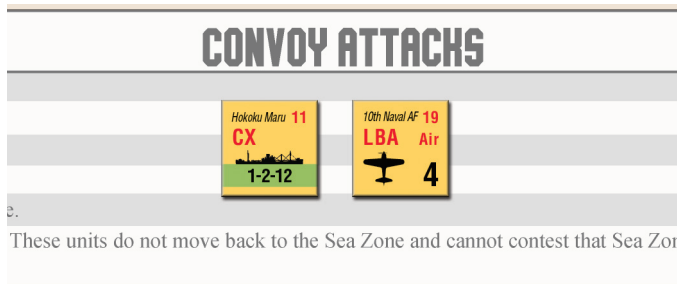 CONVOY ATTACKS
Hokoku Maru 11
CX
1-2-12
10th Naval AF 19
LBA Air
4
e.
These units do not move back to the Sea Zone and cannot contest that Sea